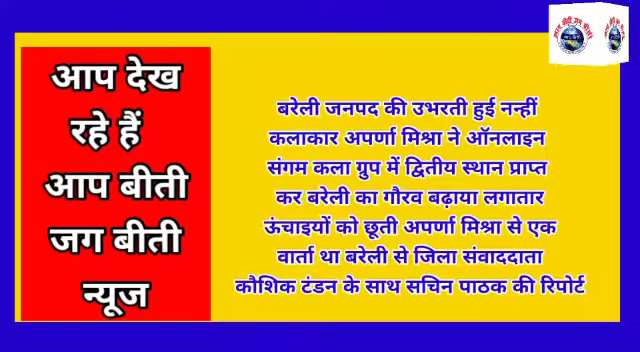 आप देख
रहे हैं
आप बीती
जग बीती
न्यूज
बरेली जनपद की उभरती हुई नन्हीं
कलाकार अपर्णा मिश्रा ने ऑनलाइन
संगम कला ग्रुप में द्वितीय स्थान प्राप्त
कर बरेली का गौरव बढ़ाया लगातार
ऊंचाइयों को छूती अपर्णा मिश्रा से एक
वार्ता था बरेली से जिला संवाददाता
कौशिक टंडन के साथ सचिन पाठक की रिपोर्ट